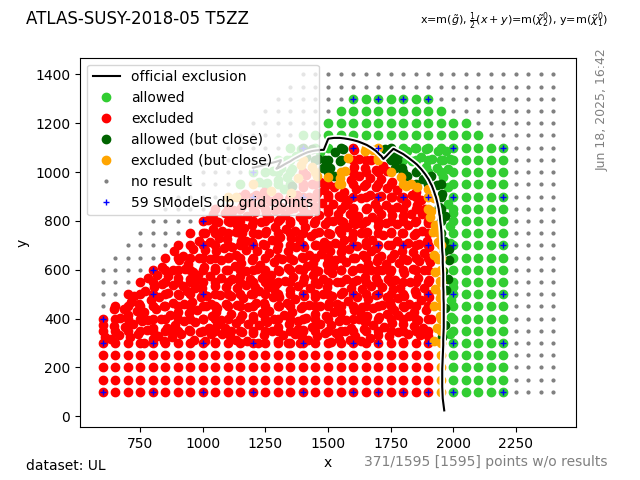 ATLAS-SUSY-2018-05 T5ZZ
x=m(g̃), ½(x + y)=m(χ̃⁰₂), y=m(χ̃⁰₁)
Jun 18, 2025, 16:42
official exclusion
allowed
excluded
allowed (but close)
excluded (but close)
no result
59 SModelS db grid points
y
1400
1200
1000
800
600
400
200
0
750 1000 1250 1500 1750 2000 2250
x
dataset: UL
371/1595 [1595] points w/o results